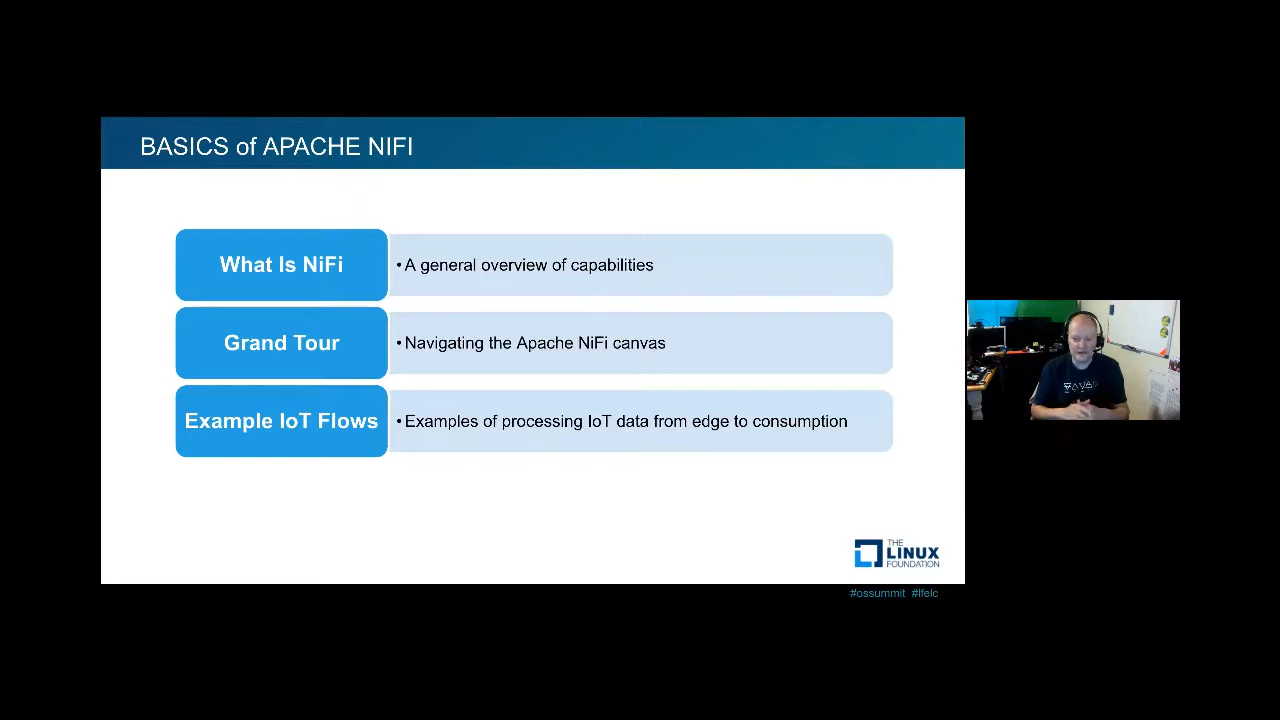 BASICS of APACHE NIFI
What Is NiFi
• A general overview of capabilities
Grand Tour
• Navigating the Apache NiFi canvas
Example IoT Flows
• Examples of processing IoT data from edge to consumption
THE
LINUX
FOUNDATION
#ossummit #lfelc